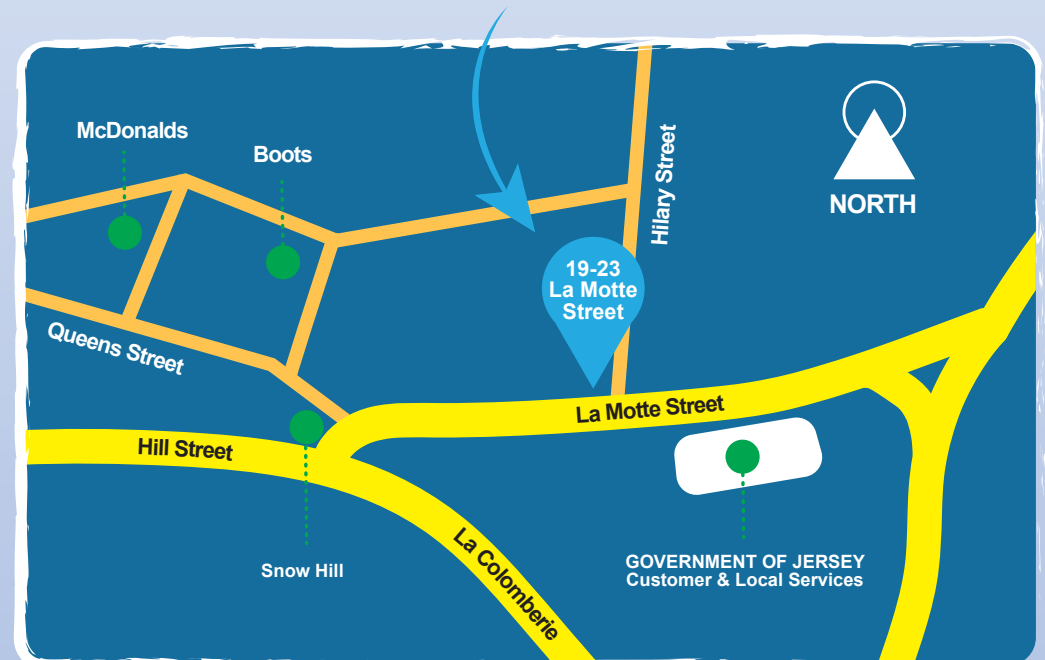 McDonalds
Boots
Hilary Street
NORTH
19-23
La Motte
Street
Queens Street
La Motte Street
Hill Street
La Colomberie
Snow Hill
GOVERNMENT OF JERSEY
Customer & Local Services